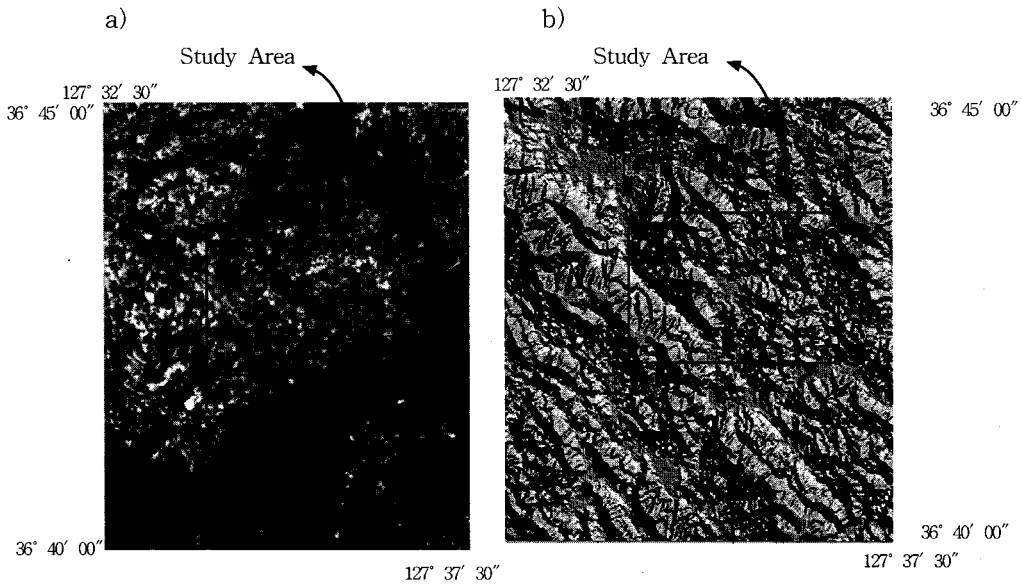 a)
Study Area
127° 32′ 30″
36° 45′ 00″
36° 40′ 00″
127° 37′ 30″
b)
Study Area
127° 32′ 30″
36° 45′ 00″
36° 40′ 00″
127° 37′ 30″